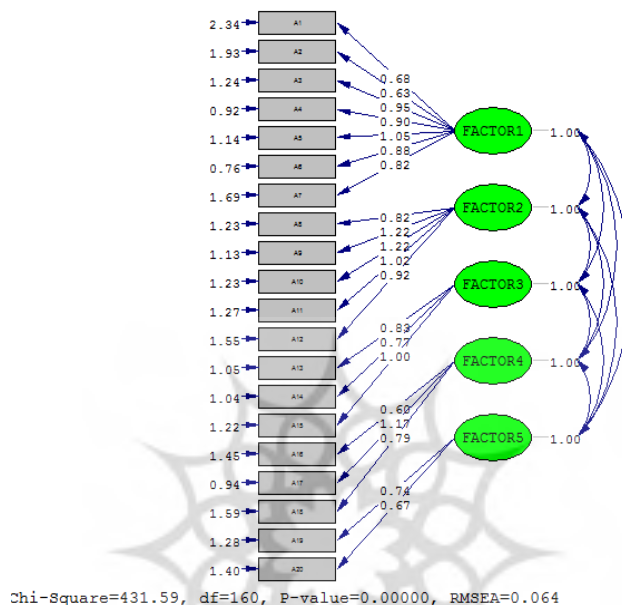 2.34 A1
1.93 A2
1.24 A3
0.92 A4
1.14 A5
0.76 A6
1.69 A7
1.23 A8
1.13 A9
1.23 A10
1.27 A11
1.55 A12
1.05 A13
1.04 A14
1.22 A15
1.45 A16
0.94 A17
1.59 A18
1.28 A19
1.40 A20
0.68
0.63
0.95
0.90
1.05
0.88
0.82
FACTOR1 1.00
0.82
1.22
1.22
1.02
0.92
FACTOR2 1.00
0.83
0.77
1.00
FACTOR3 1.00
0.60
1.17
0.79
FACTOR4 1.00
0.74
0.67
FACTOR5 1.00
Chi-Square=431.59, df=160, P-value=0.00000, RMSEA=0.064